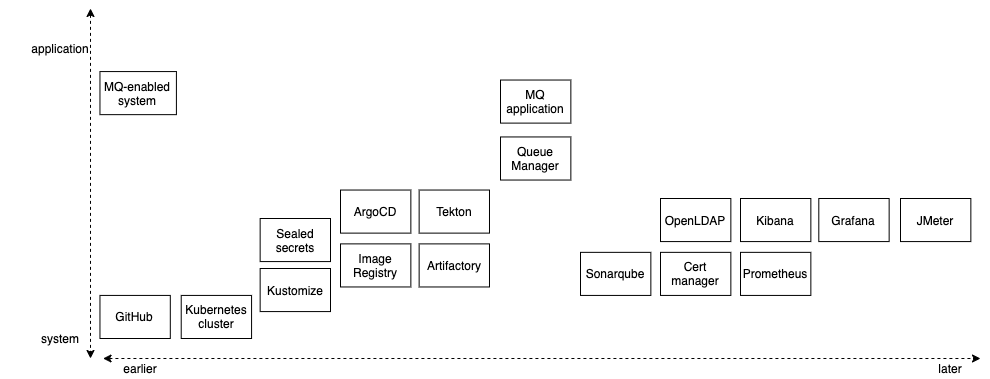 application
MQ-enabled
system
MQ
application
Queue
Manager
ArgoCD
Tekton
OpenLDAP
Kibana
Grafana
JMeter
Sealed
secrets
Image
Registry
Artifactory
Sonarqube
Cert
manager
Prometheus
Kustomize
GitHub
Kubernetes
cluster
system
earlier
later